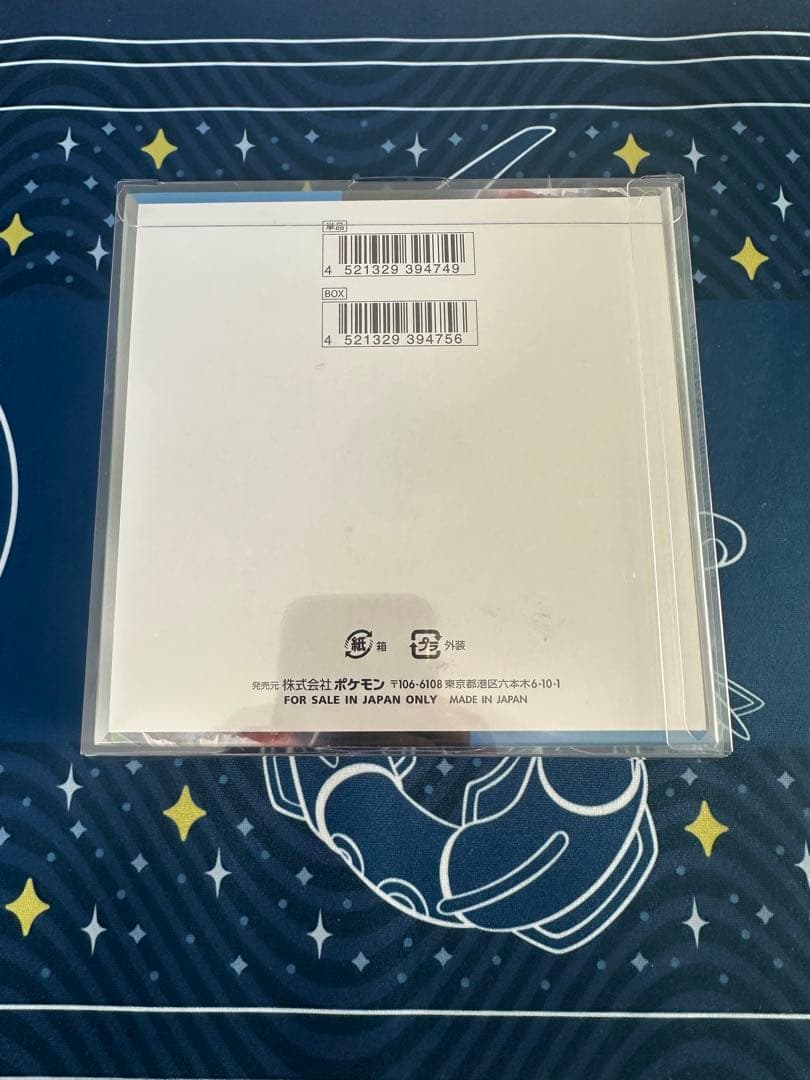 単品
4 521329 394749
BOX
4 521329 394756
紙 箱 プラ 外装
発売元 株式会社 ポケモン 〒106-6108 東京都港区六本木6-10-1
FOR SALE IN JAPAN ONLY MADE IN JAPAN